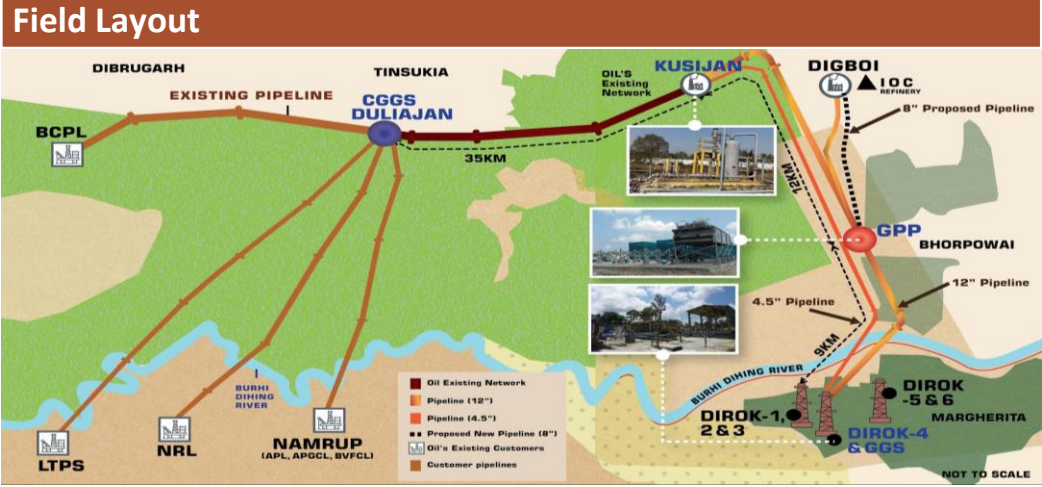 Field Layout
DIBRUGARH
TINSUKIA
OIL'S
Existing
Network
KUSIJAN
DIGBOI
IOC
REFINERY
EXISTING PIPELINE
CGGS
DULIAJAN
8" Proposed Pipeline
BCPL
35KM
12KM
GPP
BHORPOWAI
4.5" Pipeline
12" Pipeline
9KM
BURHI DIHING RIVER
BURHI
DIHING
RIVER
Oil Existing Network
Pipeline (12")
Pipeline (4.5")
Proposed New Pipeline (8")
Oil's Existing Customers
Customer pipelines
DIROK
-5 & 6
DIROK-1,
2 & 3
MARGHERITA
DIROK-4
& GGS
LTPS
NRL
NAMRUP
(APL, APGCL, BVFCL)
NOT TO SCALE